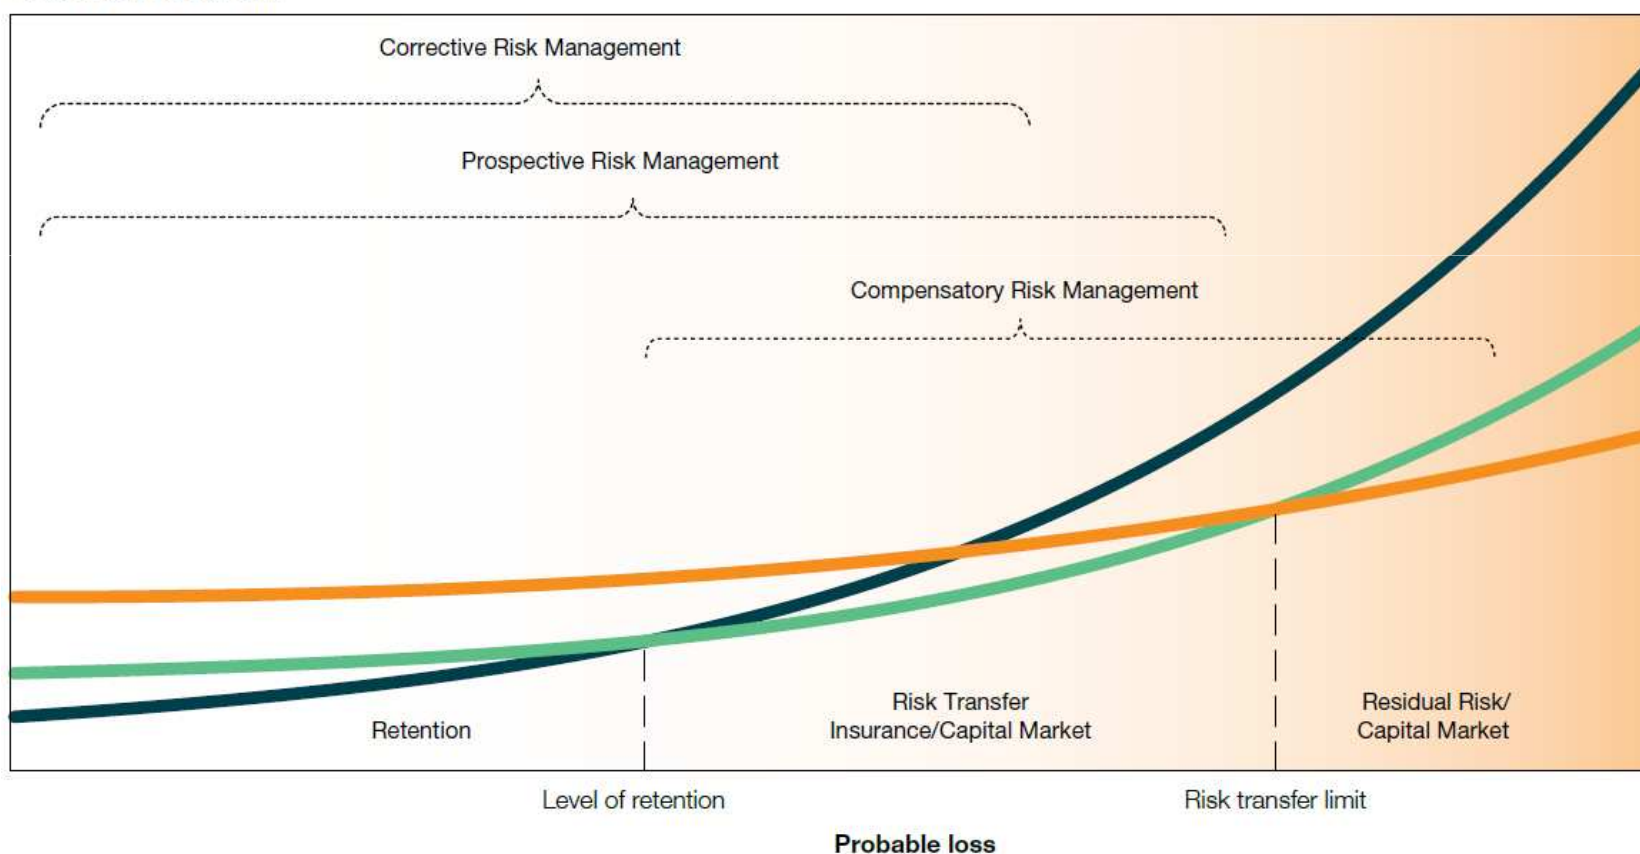 Corrective Risk Management
Prospective Risk Management
Compensatory Risk Management
Retention
Risk Transfer
Insurance/Capital Market
Residual Risk/
Capital Market
Level of retention
Risk transfer limit
Probable loss